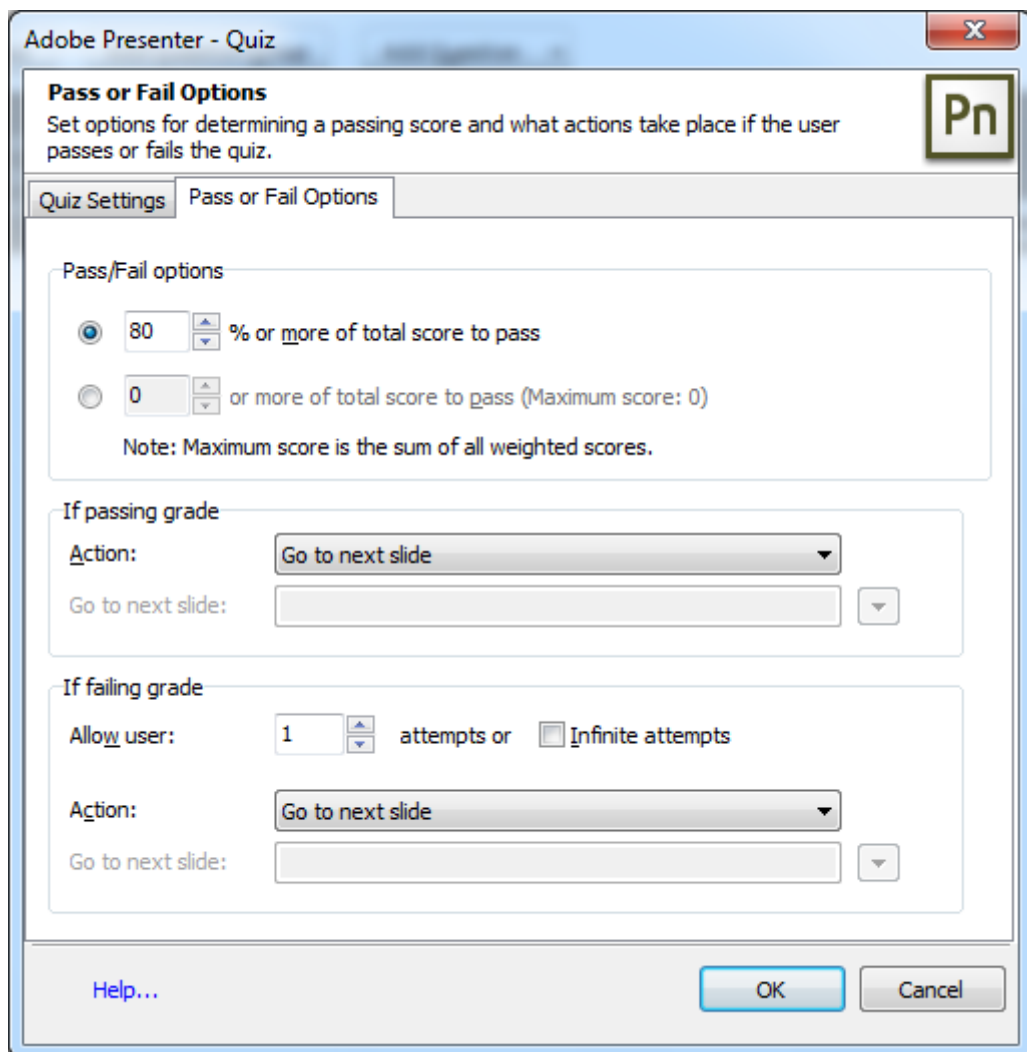 Adobe Presenter - Quiz
Pass or Fail Options
Set options for determining a passing score and what actions take place if the user
passes or fails the quiz.
Pn
Quiz Settings
Pass or Fail Options
Pass/Fail options
80 % or more of total score to pass
0 or more of total score to pass (Maximum score: 0)
Note: Maximum score is the sum of all weighted scores.
If passing grade
Action: Go to next slide
Go to next slide:
If failing grade
Allow user: 1 attempts or Infinite attempts
Action: Go to next slide
Go to next slide:
Help...
OK
Cancel